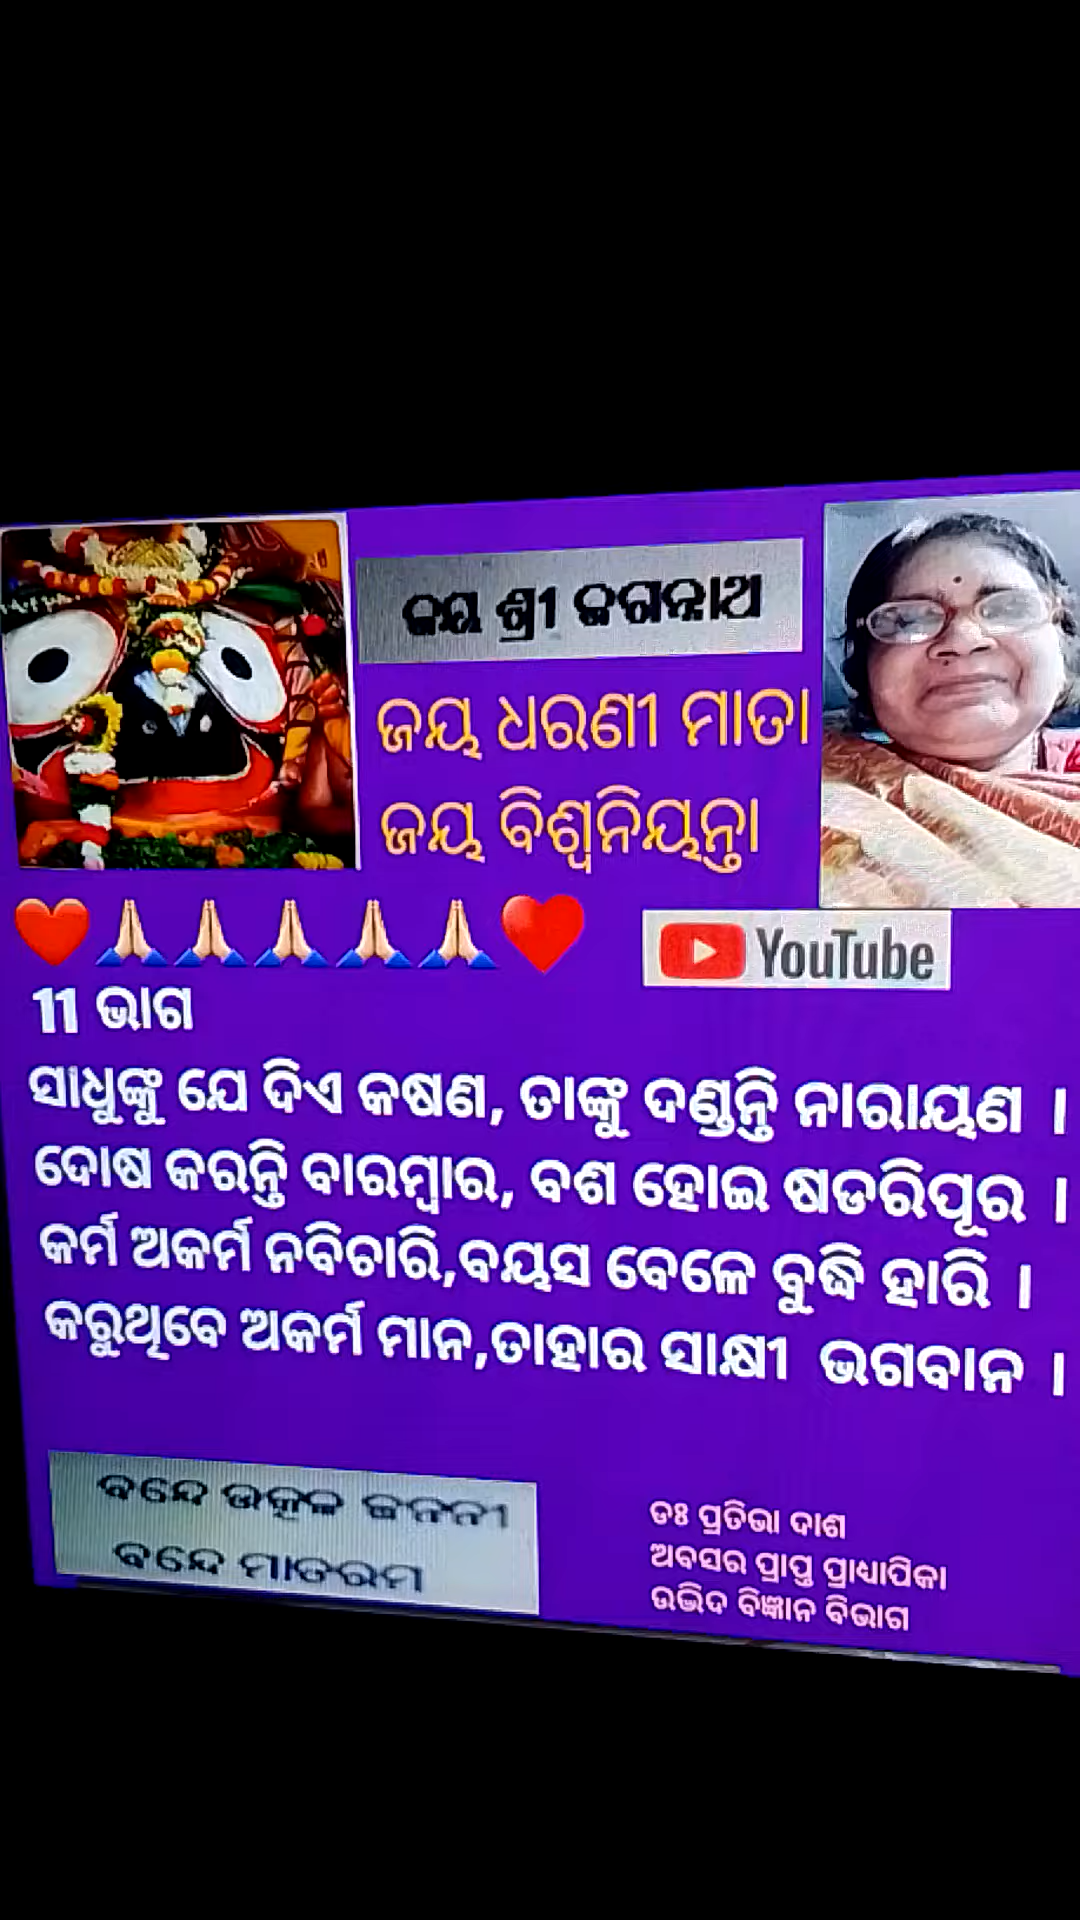 ଜୟ ଶ୍ରୀ ଜଗନ୍ନାଥ
ଜୟ ଧରଣୀ ମାତା
ଜୟ ବିଶ୍ୱନିୟନ୍ତା
YouTube
11 ଭାଗ
ସାଧୁଙ୍କୁ ଯେ ଦିଏ କଷଣ, ତାଙ୍କୁ ଦଣ୍ଡନ୍ତି ନାରାୟଣ ।
ଦୋଷ କରନ୍ତି ବାରମ୍ବାର, ବଶ ହୋଇ ଷଡରିପୂର ।
କର୍ମ ଅକର୍ମ ନବିଚାରି,ବୟସ ବେଳେ ବୁଦ୍ଧି ହାରି ।
କରୁଥିବେ ଅକର୍ମ ମାନ,ତାହାର ସାକ୍ଷୀ ଭଗବାନ ।
ବନ୍ଦେ ଉତ୍କଳ ଜନନୀ
ବନ୍ଦେ ମାତରମ
ଡଃ ପ୍ରତିଭା ଦାଶ
ଅବସର ପ୍ରାପ୍ତ ପ୍ରାଧ୍ୟାପିକା
ଉଦ୍ଭିଦ ବିଜ୍ଞାନ ବିଭାଗ